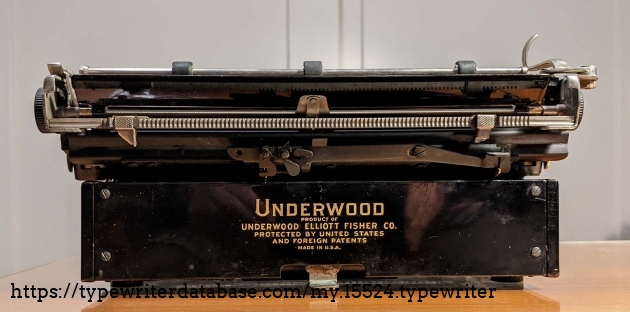 UNDERWOOD
PRODUCT OF
UNDERWOOD ELLIOTT FISHER CO.
PROTECTED BY UNITED STATES
AND FOREIGN PATENTS
-MADE IN U.S.A.-
https://typewriterdatabase.com/my.15524.typewriter